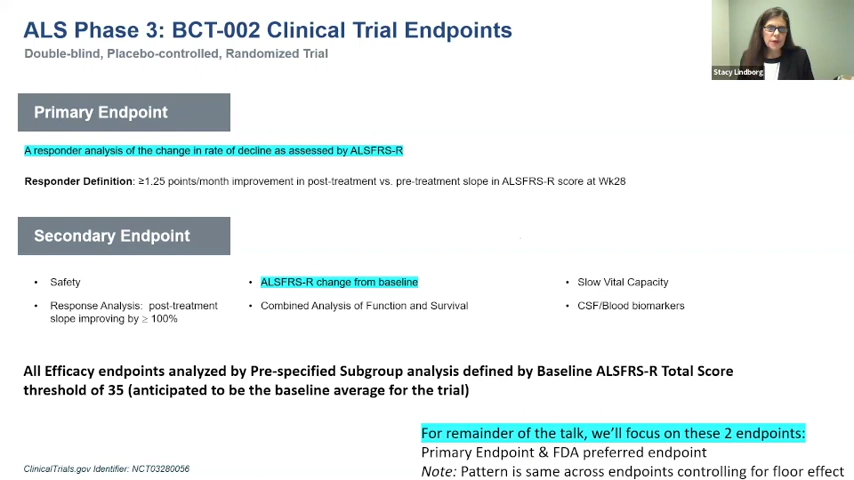 ALS Phase 3: BCT-002 Clinical Trial Endpoints
Double-blind, Placebo-controlled, Randomized Trial
Stacy Lindborg
Primary Endpoint
A responder analysis of the change in rate of decline as assessed by ALSFRS-R
Responder Definition: ≥1.25 points/month improvement in post-treatment vs. pre-treatment slope in ALSFRS-R score at Wk28
Secondary Endpoint
• Safety
• Response Analysis: post-treatment
slope improving by ≥ 100%
• ALSFRS-R change from baseline
• Combined Analysis of Function and Survival
• Slow Vital Capacity
• CSF/Blood biomarkers
All Efficacy endpoints analyzed by Pre-specified Subgroup analysis defined by Baseline ALSFRS-R Total Score
threshold of 35 (anticipated to be the baseline average for the trial)
For remainder of the talk, we'll focus on these 2 endpoints:
Primary Endpoint & FDA preferred endpoint
Note: Pattern is same across endpoints controlling for floor effect
ClinicalTrials.gov Identifier: NCT03280056